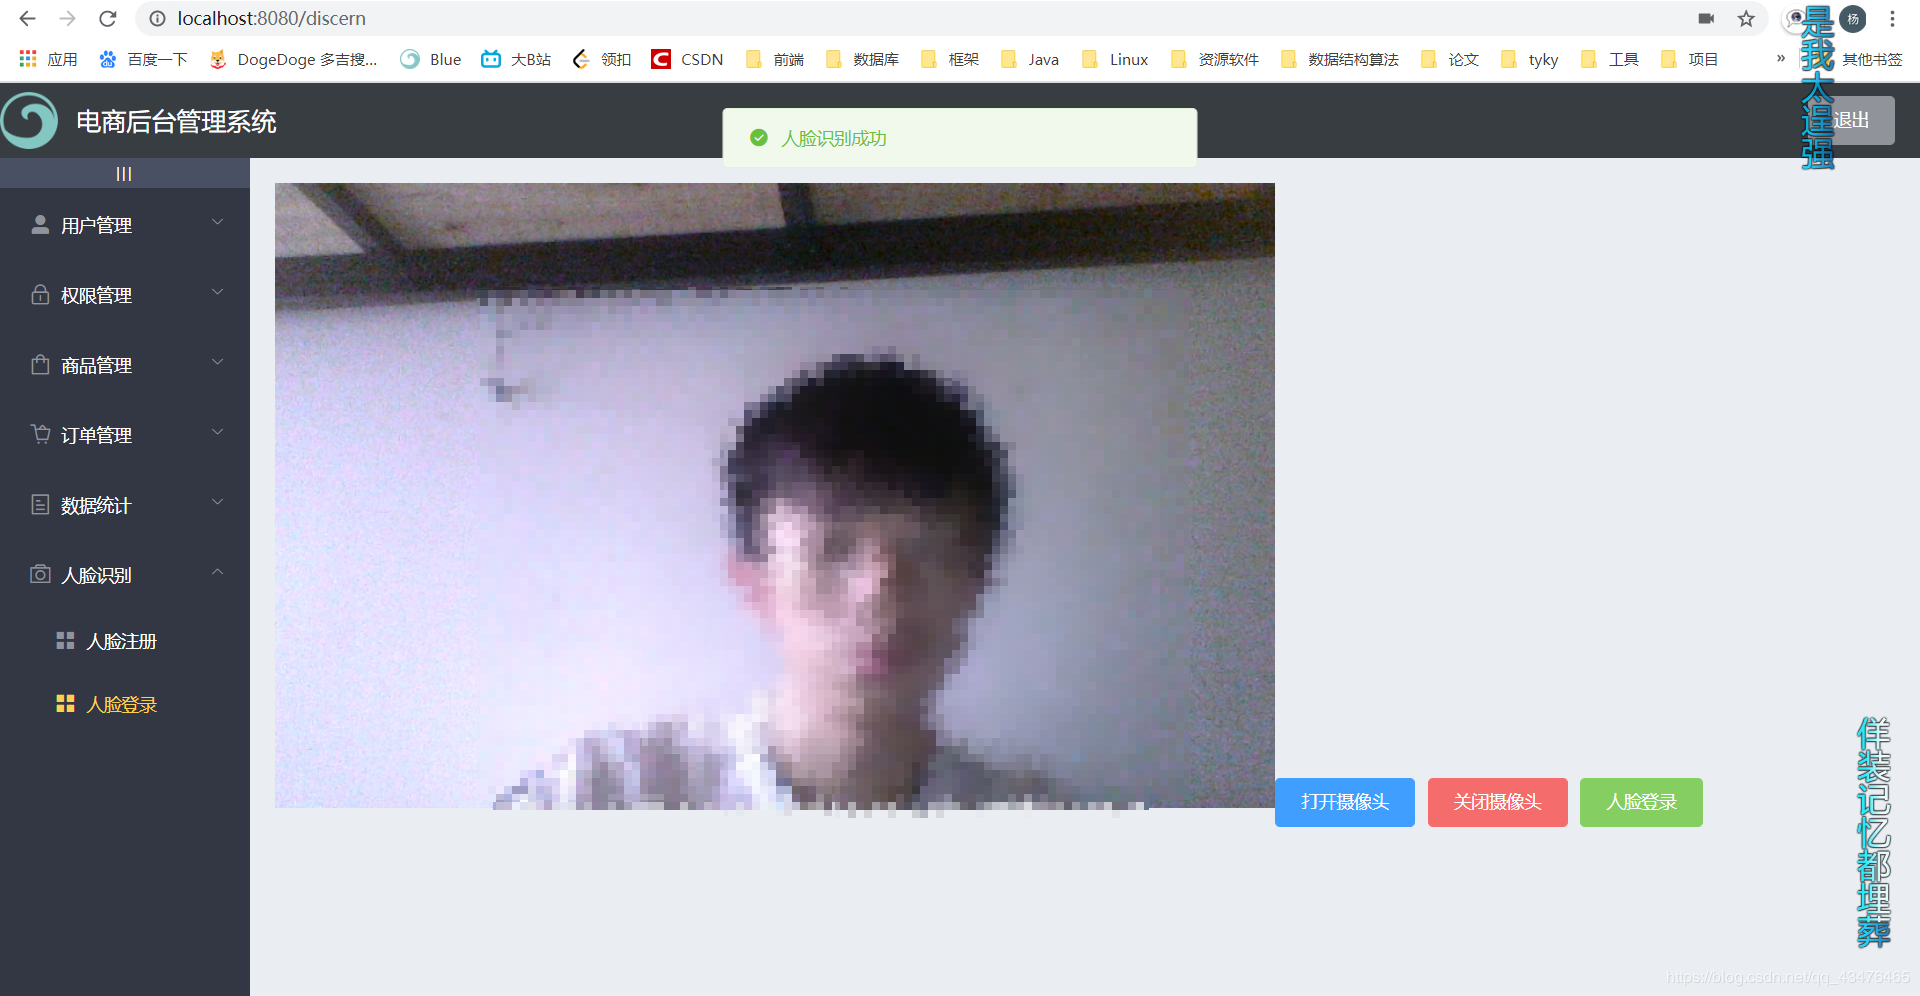 localhost:8080/discern
杨
应用
百度一下
DogeDoge 多吉搜...
Blue
大B站
领扣
CSDN
前端
数据库
框架
Java
Linux
资源软件
数据结构算法
论文
tyky
工具
项目
»
其他书签
电商后台管理系统
人脸识别成功
退出
是我太逞强
|||
用户管理
权限管理
商品管理
订单管理
数据统计
人脸识别
人脸注册
人脸登录
打开摄像头
关闭摄像头
人脸登录
佯装记忆都埋葬
https://blog.csdn.net/qq_43476465